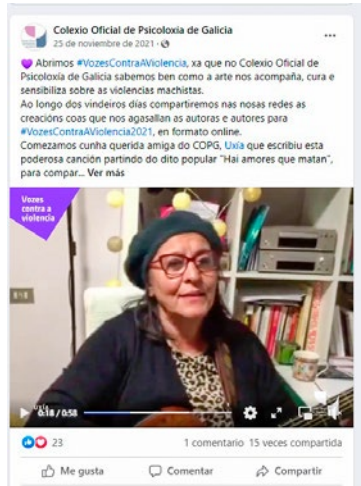 Colexio Oficial de Psicoloxía de Galicia
25 de noviembre de 2021 ·
...
💜 Abrimos #VozesContraAViolencia, xa que no Colexio Oficial de
Psicoloxía de Galicia sabemos ben como a arte nos acompaña, cura e
sensibiliza sobre as violencias machistas.
Ao longo dos vindeiros días compartiremos nas nosas redes as
creacións coas que nos agasallan as autoras e autores para
#VozesContraAViolencia2021, en formato online.
Comezamos cunha querida amiga do COPG, Uxía que escribiu esta
poderosa canción partindo do dito popular "Hai amores que matan",
para compar... Ver más
Vozes
contra a
violencia
Uxía
0:18 / 0:58
23
1 comentario 15 veces compartida
Me gusta
Comentar
Compartir